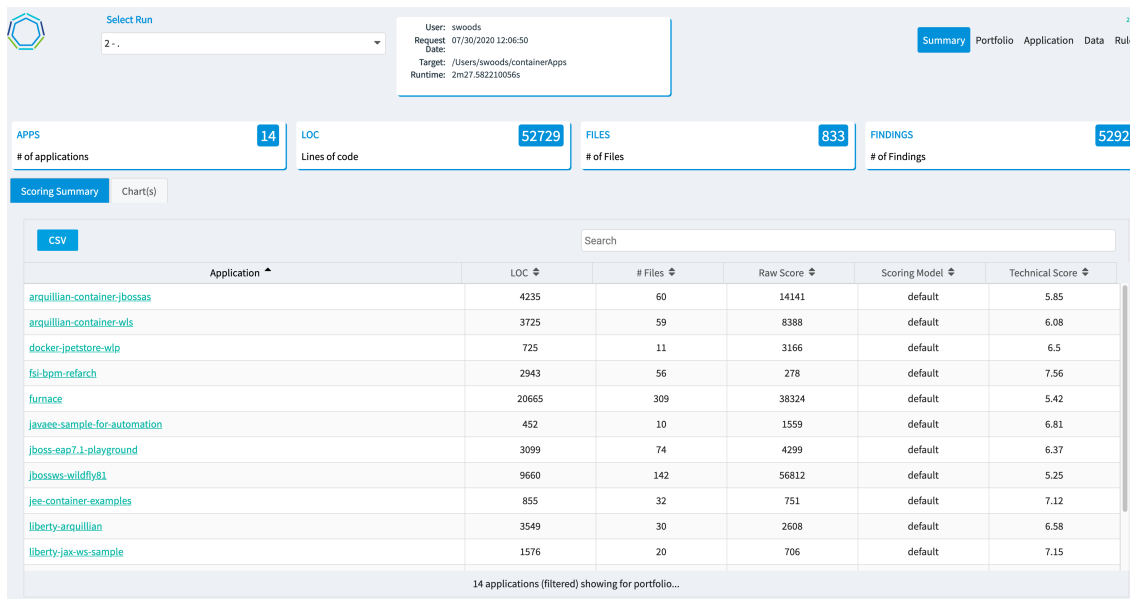 Select Run
2 - .
User: swoods
Request Date: 07/30/2020 12:06:50
Target: /Users/swoods/containerApps
Runtime: 2m27.582210056s
Summary Portfolio Application Data Rul
APPS 14
# of applications
LOC 52729
Lines of code
FILES 833
# of Files
FINDINGS 5292
# of Findings
Scoring Summary Chart(s)
CSV Search
Application LOC # Files Raw Score Scoring Model Technical Score
arquillian-container-jbossas 4235 60 14141 default 5.85
arquillian-container-wls 3725 59 8388 default 6.08
docker-jpetstore-wlp 725 11 3166 default 6.5
fsi-bpm-refarch 2943 56 278 default 7.56
furnace 20665 309 38324 default 5.42
javaee-sample-for-automation 452 10 1559 default 6.81
jboss-eap7.1-playground 3099 74 4299 default 6.37
jbossws-wildfly81 9660 142 56812 default 5.25
jee-container-examples 855 32 751 default 7.12
liberty-arquillian 3549 30 2608 default 6.58
liberty-jax-ws-sample 1576 20 706 default 7.15
14 applications (filtered) showing for portfolio...